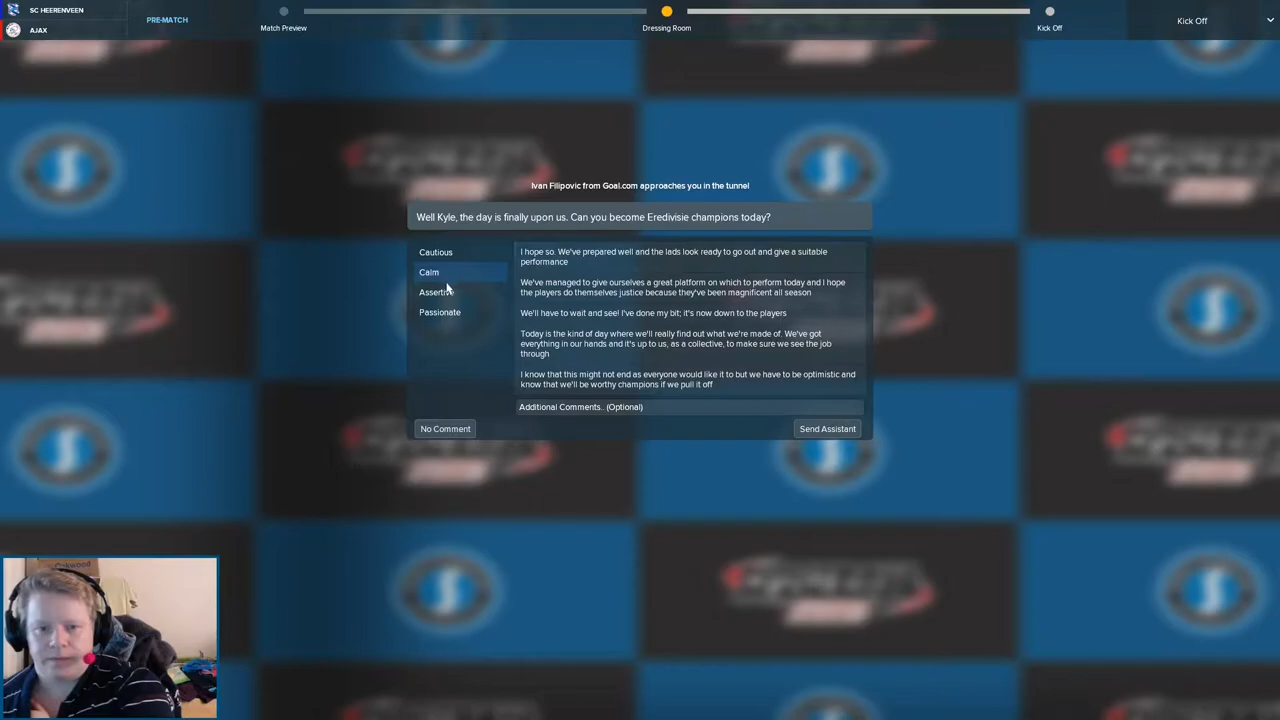 SC HEERENVEEN
AJAX
PRE-MATCH
Match Preview
Dressing Room
Kick Off
Kick Off
Ivan Filipovic from Goal.com approaches you in the tunnel
Well Kyle, the day is finally upon us. Can you become Eredivisie champions today?
Cautious
Calm
Assertive
Passionate
I hope so. We've prepared well and the lads look ready to go out and give a suitable
performance
We've managed to give ourselves a great platform on which to perform today and I hope
the players do themselves justice because they've been magnificent all season
We'll have to wait and see! I've done my bit; it's now down to the players
Today is the kind of day where we'll really find out what we're made of. We've got
everything in our hands and it's up to us, as a collective, to make sure we see the job
through
I know that this might not end as everyone would like it to but we have to be optimistic and
know that we'll be worthy champions if we pull it off
Additional Comments.. (Optional)
No Comment
Send Assistant